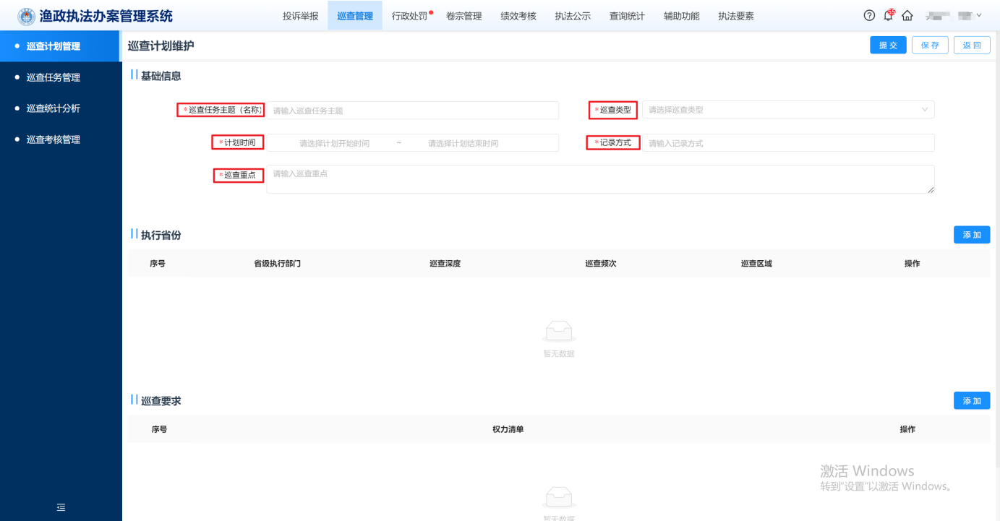 渔政执法办案管理系统 投诉举报 巡查管理 行政处罚 卷宗管理 绩效考核 执法公示 查询统计 辅助功能 执法要素 55
巡查计划管理
巡查任务管理
巡查统计分析
巡查考核管理
巡查计划维护 提 交 保 存 返 回
基础信息
*巡查任务主题（名称） 请输入巡查任务主题 *巡查类型 请选择巡查类型
*计划时间 请选择计划开始时间 ~ 请选择计划结束时间 *记录方式 请输入记录方式
*巡查重点 请输入巡查重点
执行省份 添 加
序号 省级执行部门 巡查深度 巡查频次 巡查区域 操作
暂无数据
巡查要求 添 加
序号 权力清单 操作
激活 Windows
转到“设置”以激活 Windows。
暂无数据